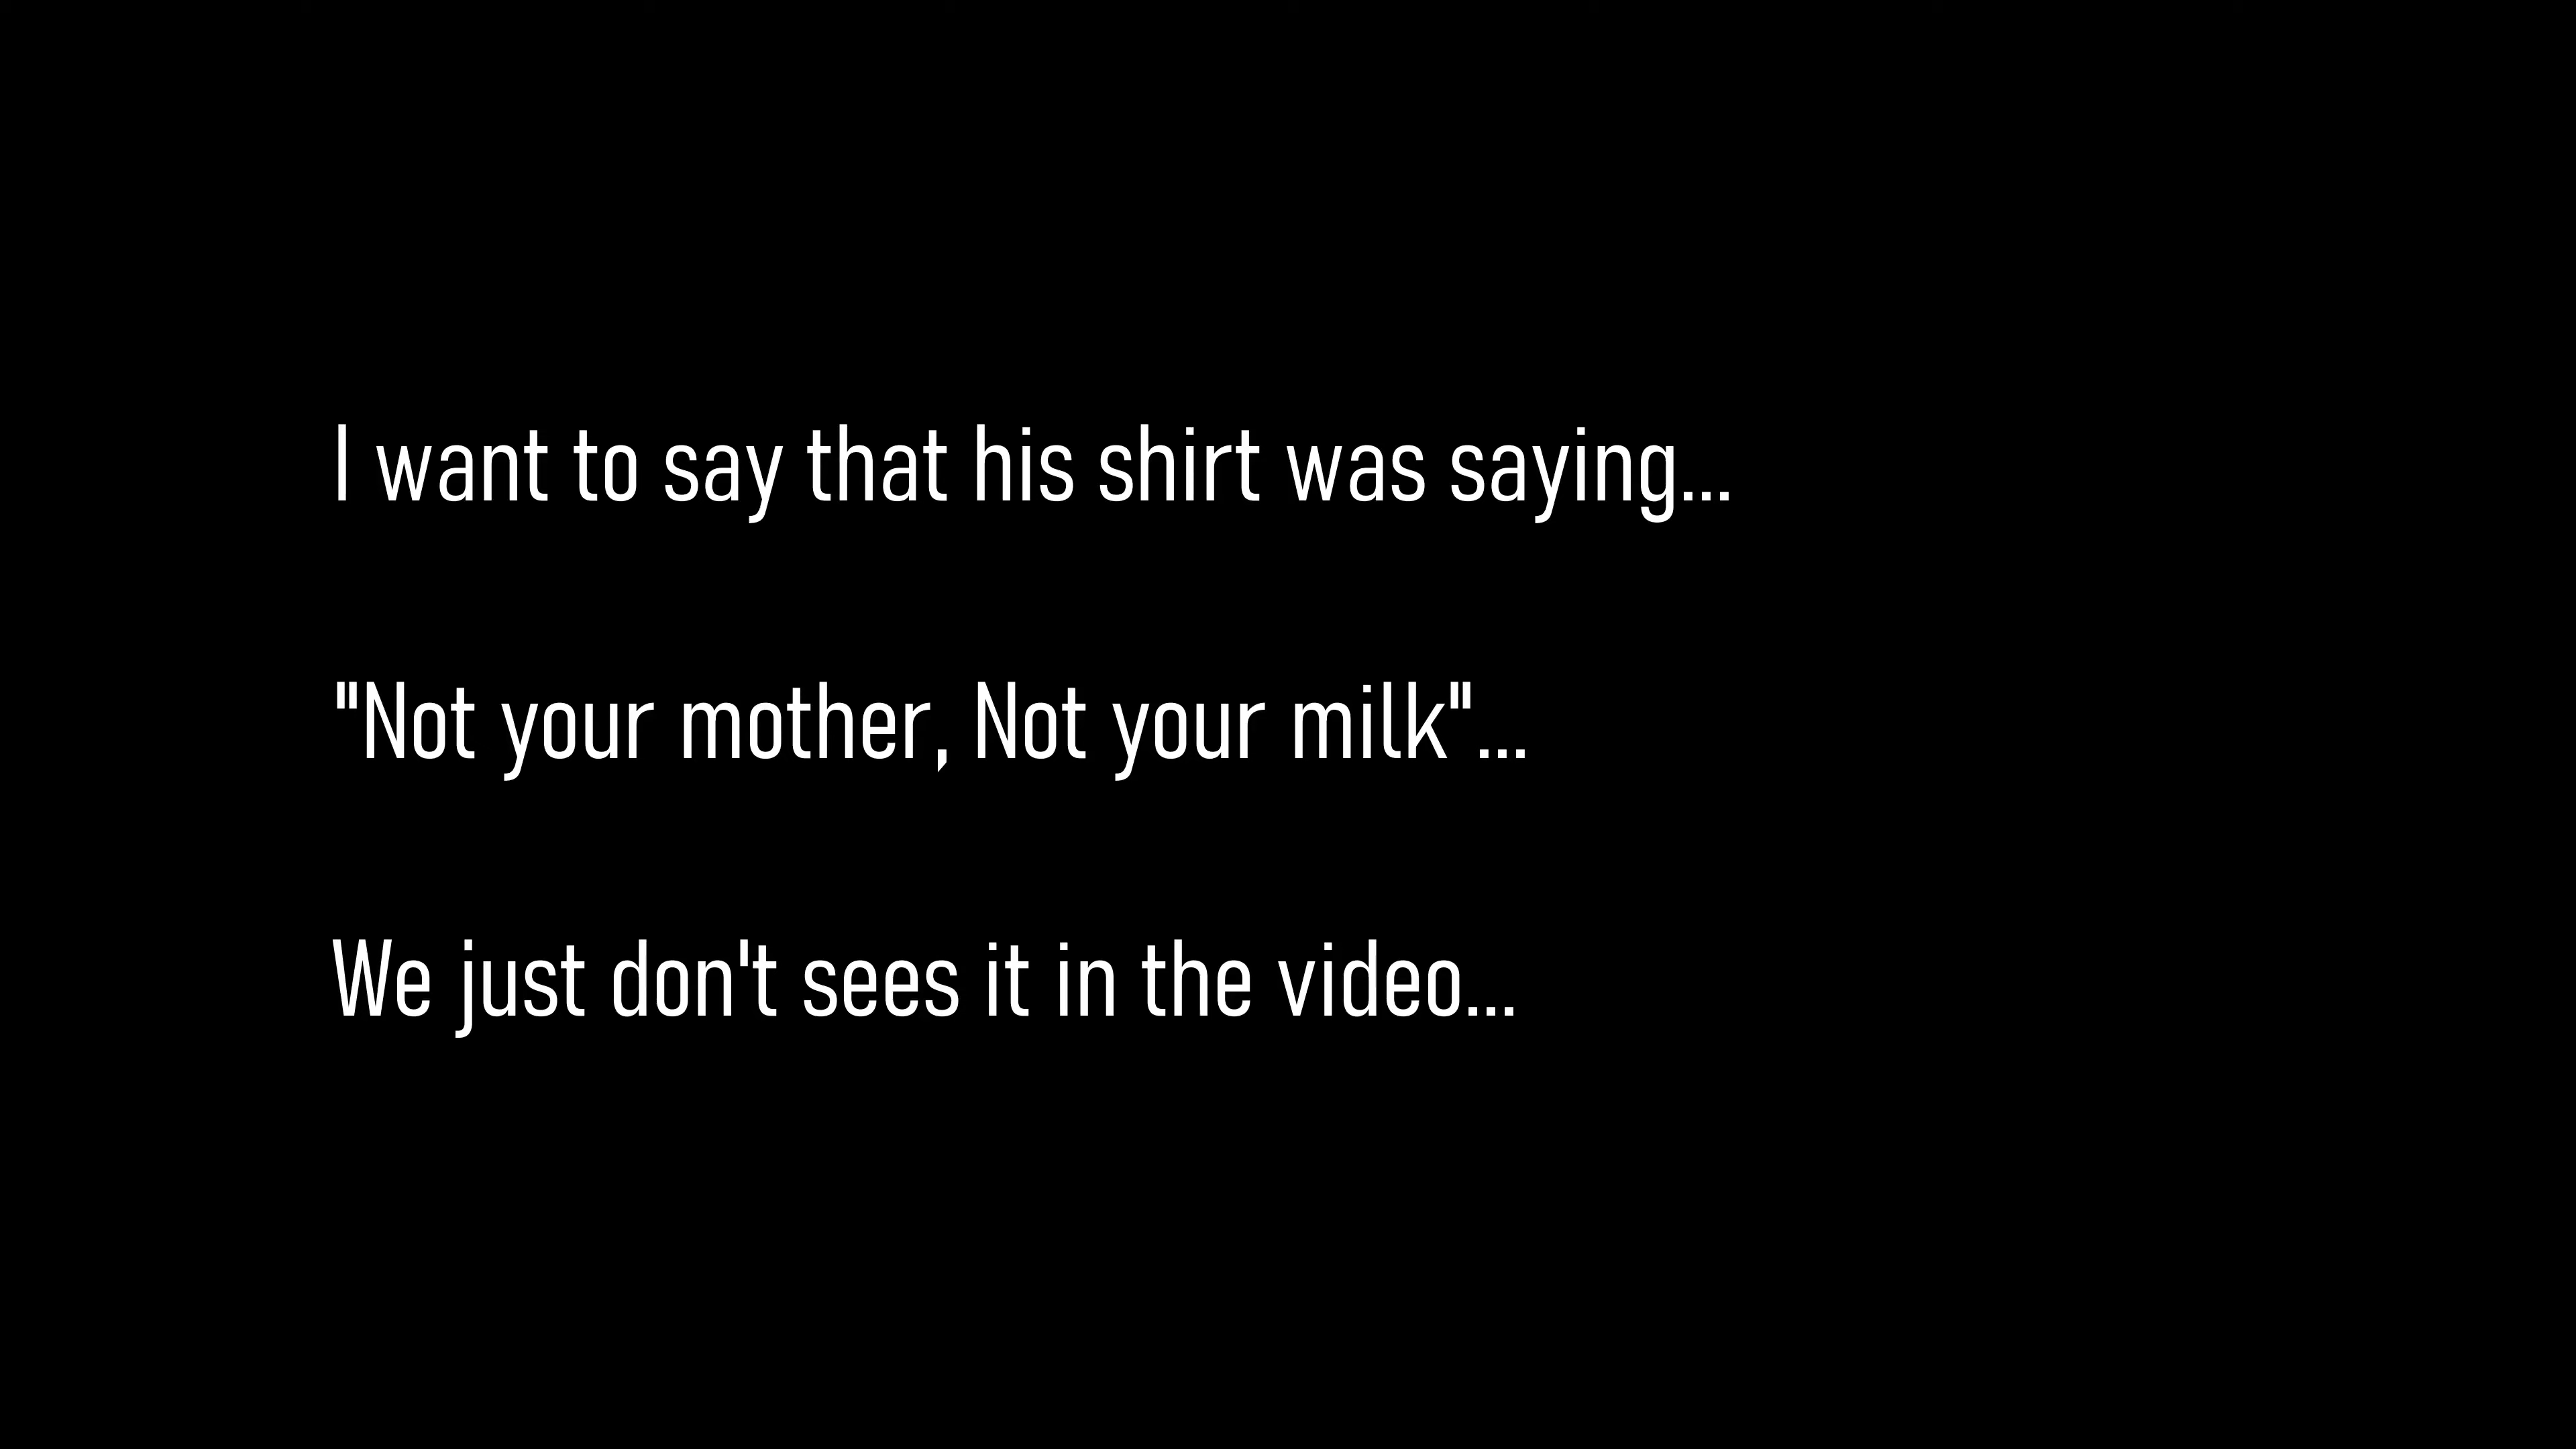 I want to say that his shirt was saying...
"Not your mother, Not your milk"...
We just don't sees it in the video...